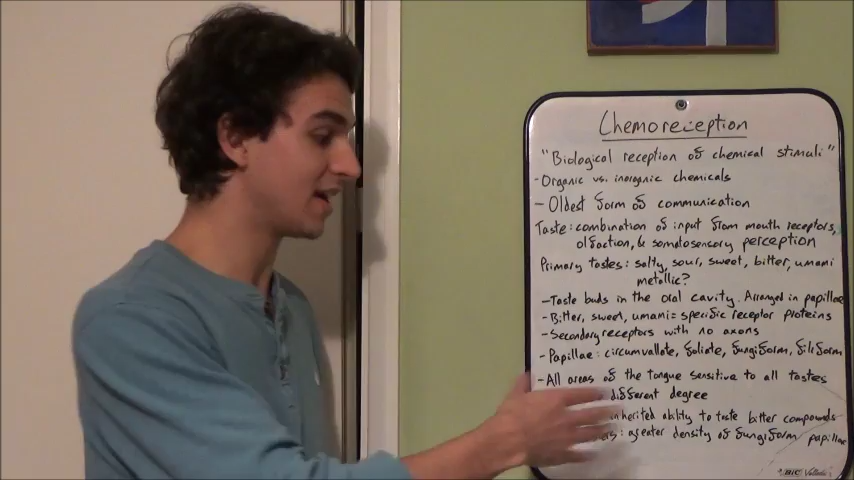 Chemoreception
"Biological reception of chemical stimuli"
- Organic vs. inorganic chemicals
- Oldest form of communication
Taste: combination of input from mouth receptors,
olfaction, & somatosensory perception
Primary tastes: salty, sour, sweet, bitter, umami
metallic?
- Taste buds in the oral cavity. Arranged in papillae
- Bitter, sweet, umami = specific receptor proteins
- Secondary receptors with no axons
- Papillae: circumvallate, foliate, fungiform, filiform
- All areas of the tongue sensitive to all tastes
different degree
inherited ability to taste bitter compounds
: greater density of fungiform papillae
BIC Velleda